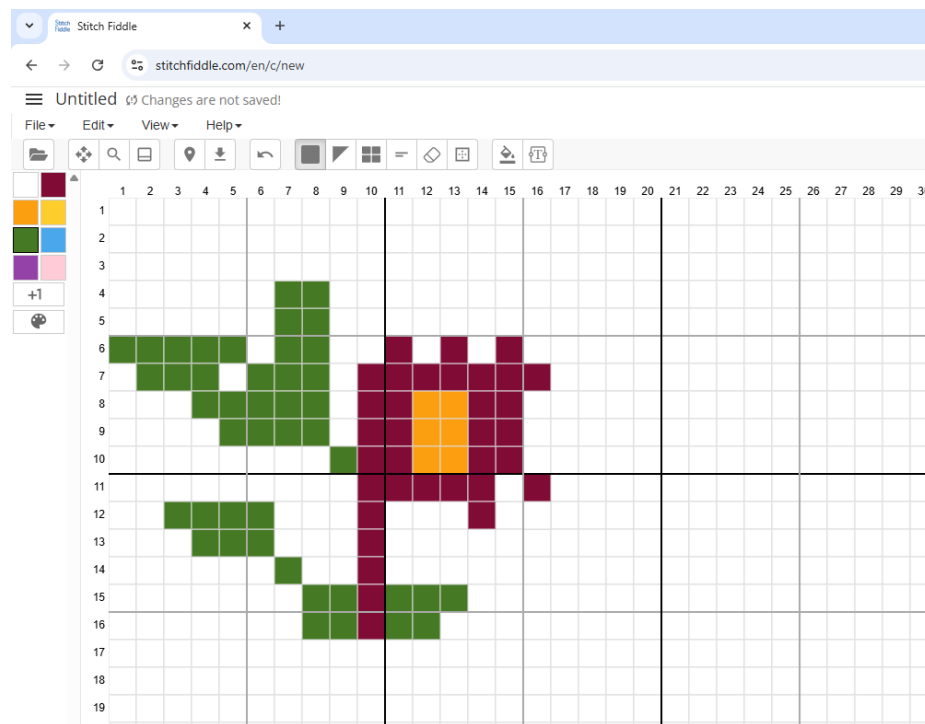 Stitch Fiddle
Stitch Fiddle
stitchfiddle.com/en/c/new
Untitled Changes are not saved!
File Edit View Help
T
1 2 3 4 5 6 7 8 9 10 11 12 13 14 15 16 17 18 19 20 21 22 23 24 25 26 27 28 29
1
2
3
+1
4
5
6
7
8
9
10
11
12
13
14
15
16
17
18
19